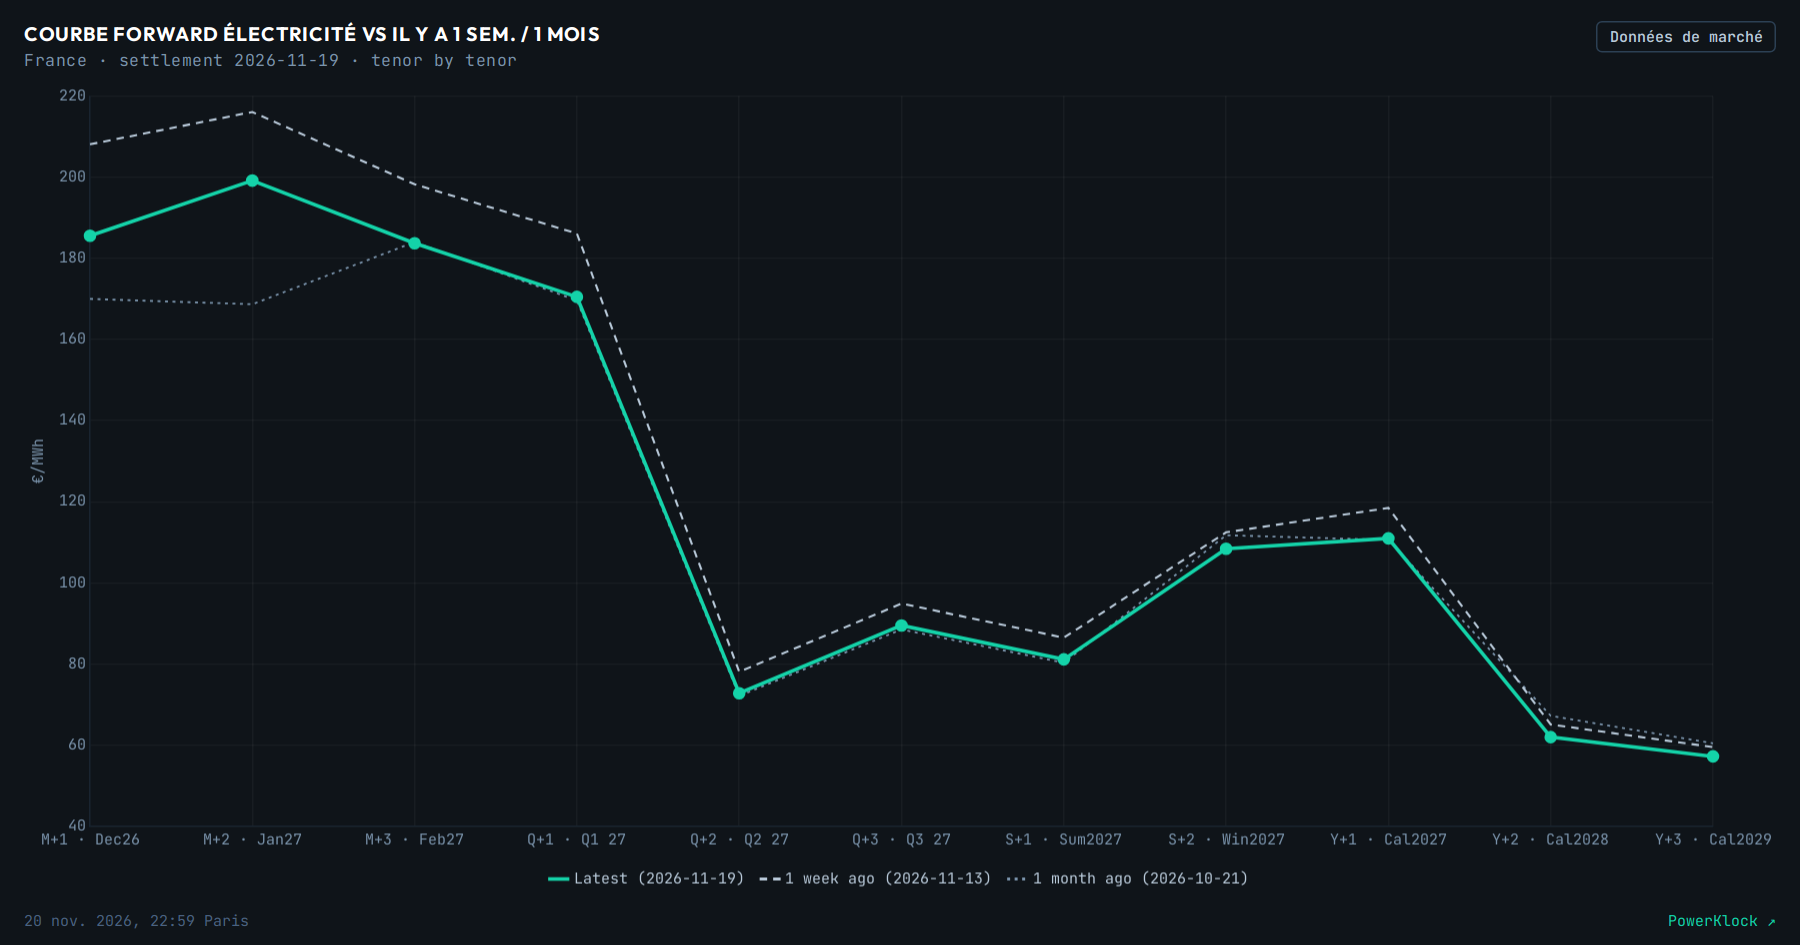 COURBE FORWARD ÉLECTRICITÉ VS IL Y A 1 SEM. / 1 MOIS
France · settlement 2026-11-19 · tenor by tenor
Données de marché
220
200
180
160
140
120
100
80
60
40
€/MWh
M+1 · Dec26
M+2 · Jan27
M+3 · Feb27
Q+1 · Q1 27
Q+2 · Q2 27
Q+3 · Q3 27
S+1 · Sum2027
S+2 · Win2027
Y+1 · Cal2027
Y+2 · Cal2028
Y+3 · Cal2029
Latest (2026-11-19)
1 week ago (2026-11-13)
1 month ago (2026-10-21)
20 nov. 2026, 22:59 Paris
PowerKlock ↗